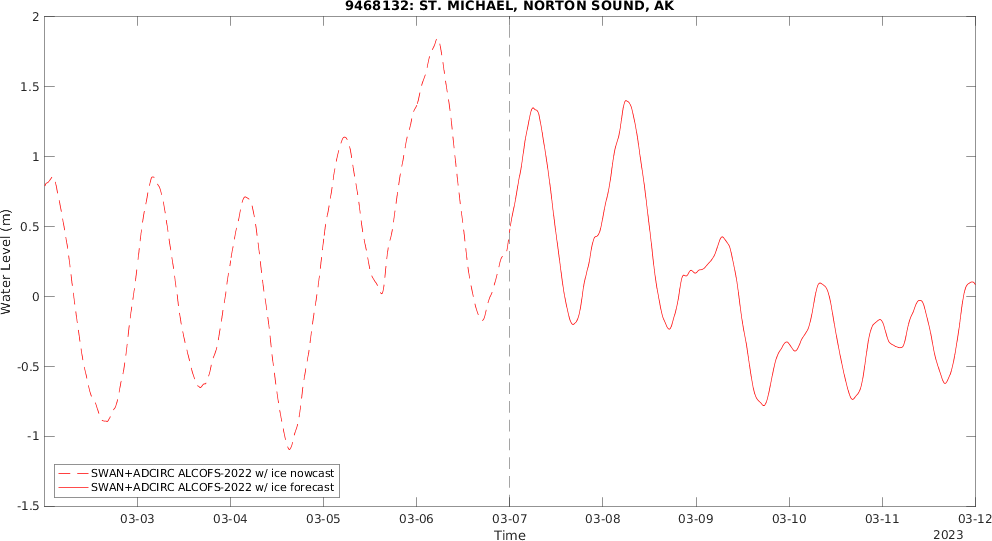 9468132: ST. MICHAEL, NORTON SOUND, AK
2
1.5
1
0.5
0
-0.5
-1
-1.5
Water Level (m)
SWAN+ADCIRC ALCOFS-2022 w/ ice nowcast
SWAN+ADCIRC ALCOFS-2022 w/ ice forecast
03-03 03-04 03-05 03-06 03-07 03-08 03-09 03-10 03-11 03-12
Time
2023